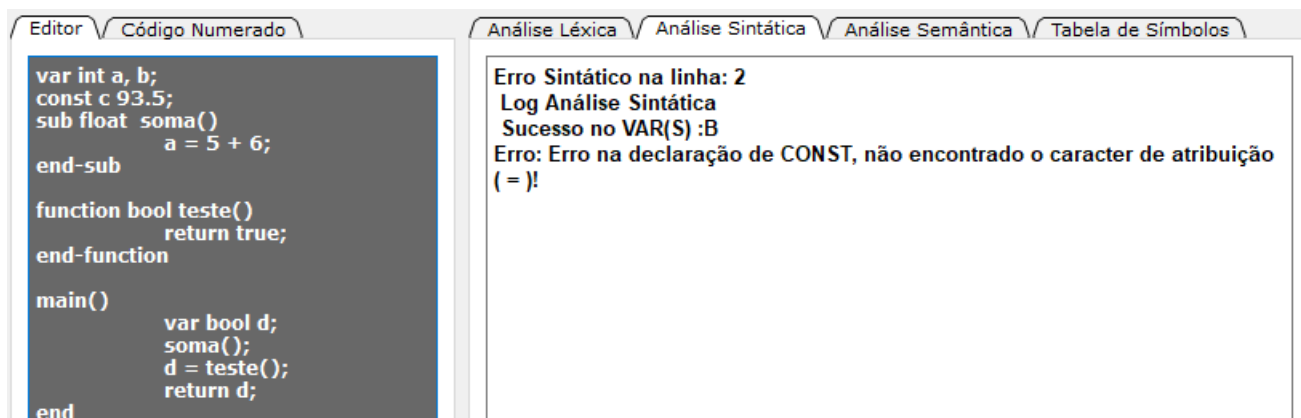 Editor
Código Numerado
Análise Léxica
Análise Sintática
Análise Semântica
Tabela de Símbolos
var int a, b;
const c 93.5;
sub float  soma()
a = 5 + 6;
end-sub
function bool teste()
return true;
end-function
main()
var bool d;
soma();
d = teste();
return d;
end
Erro Sintático na linha: 2
Log Análise Sintática
Sucesso no VAR(S) :B
Erro: Erro na declaração de CONST, não encontrado o caracter de atribuição
( = )!